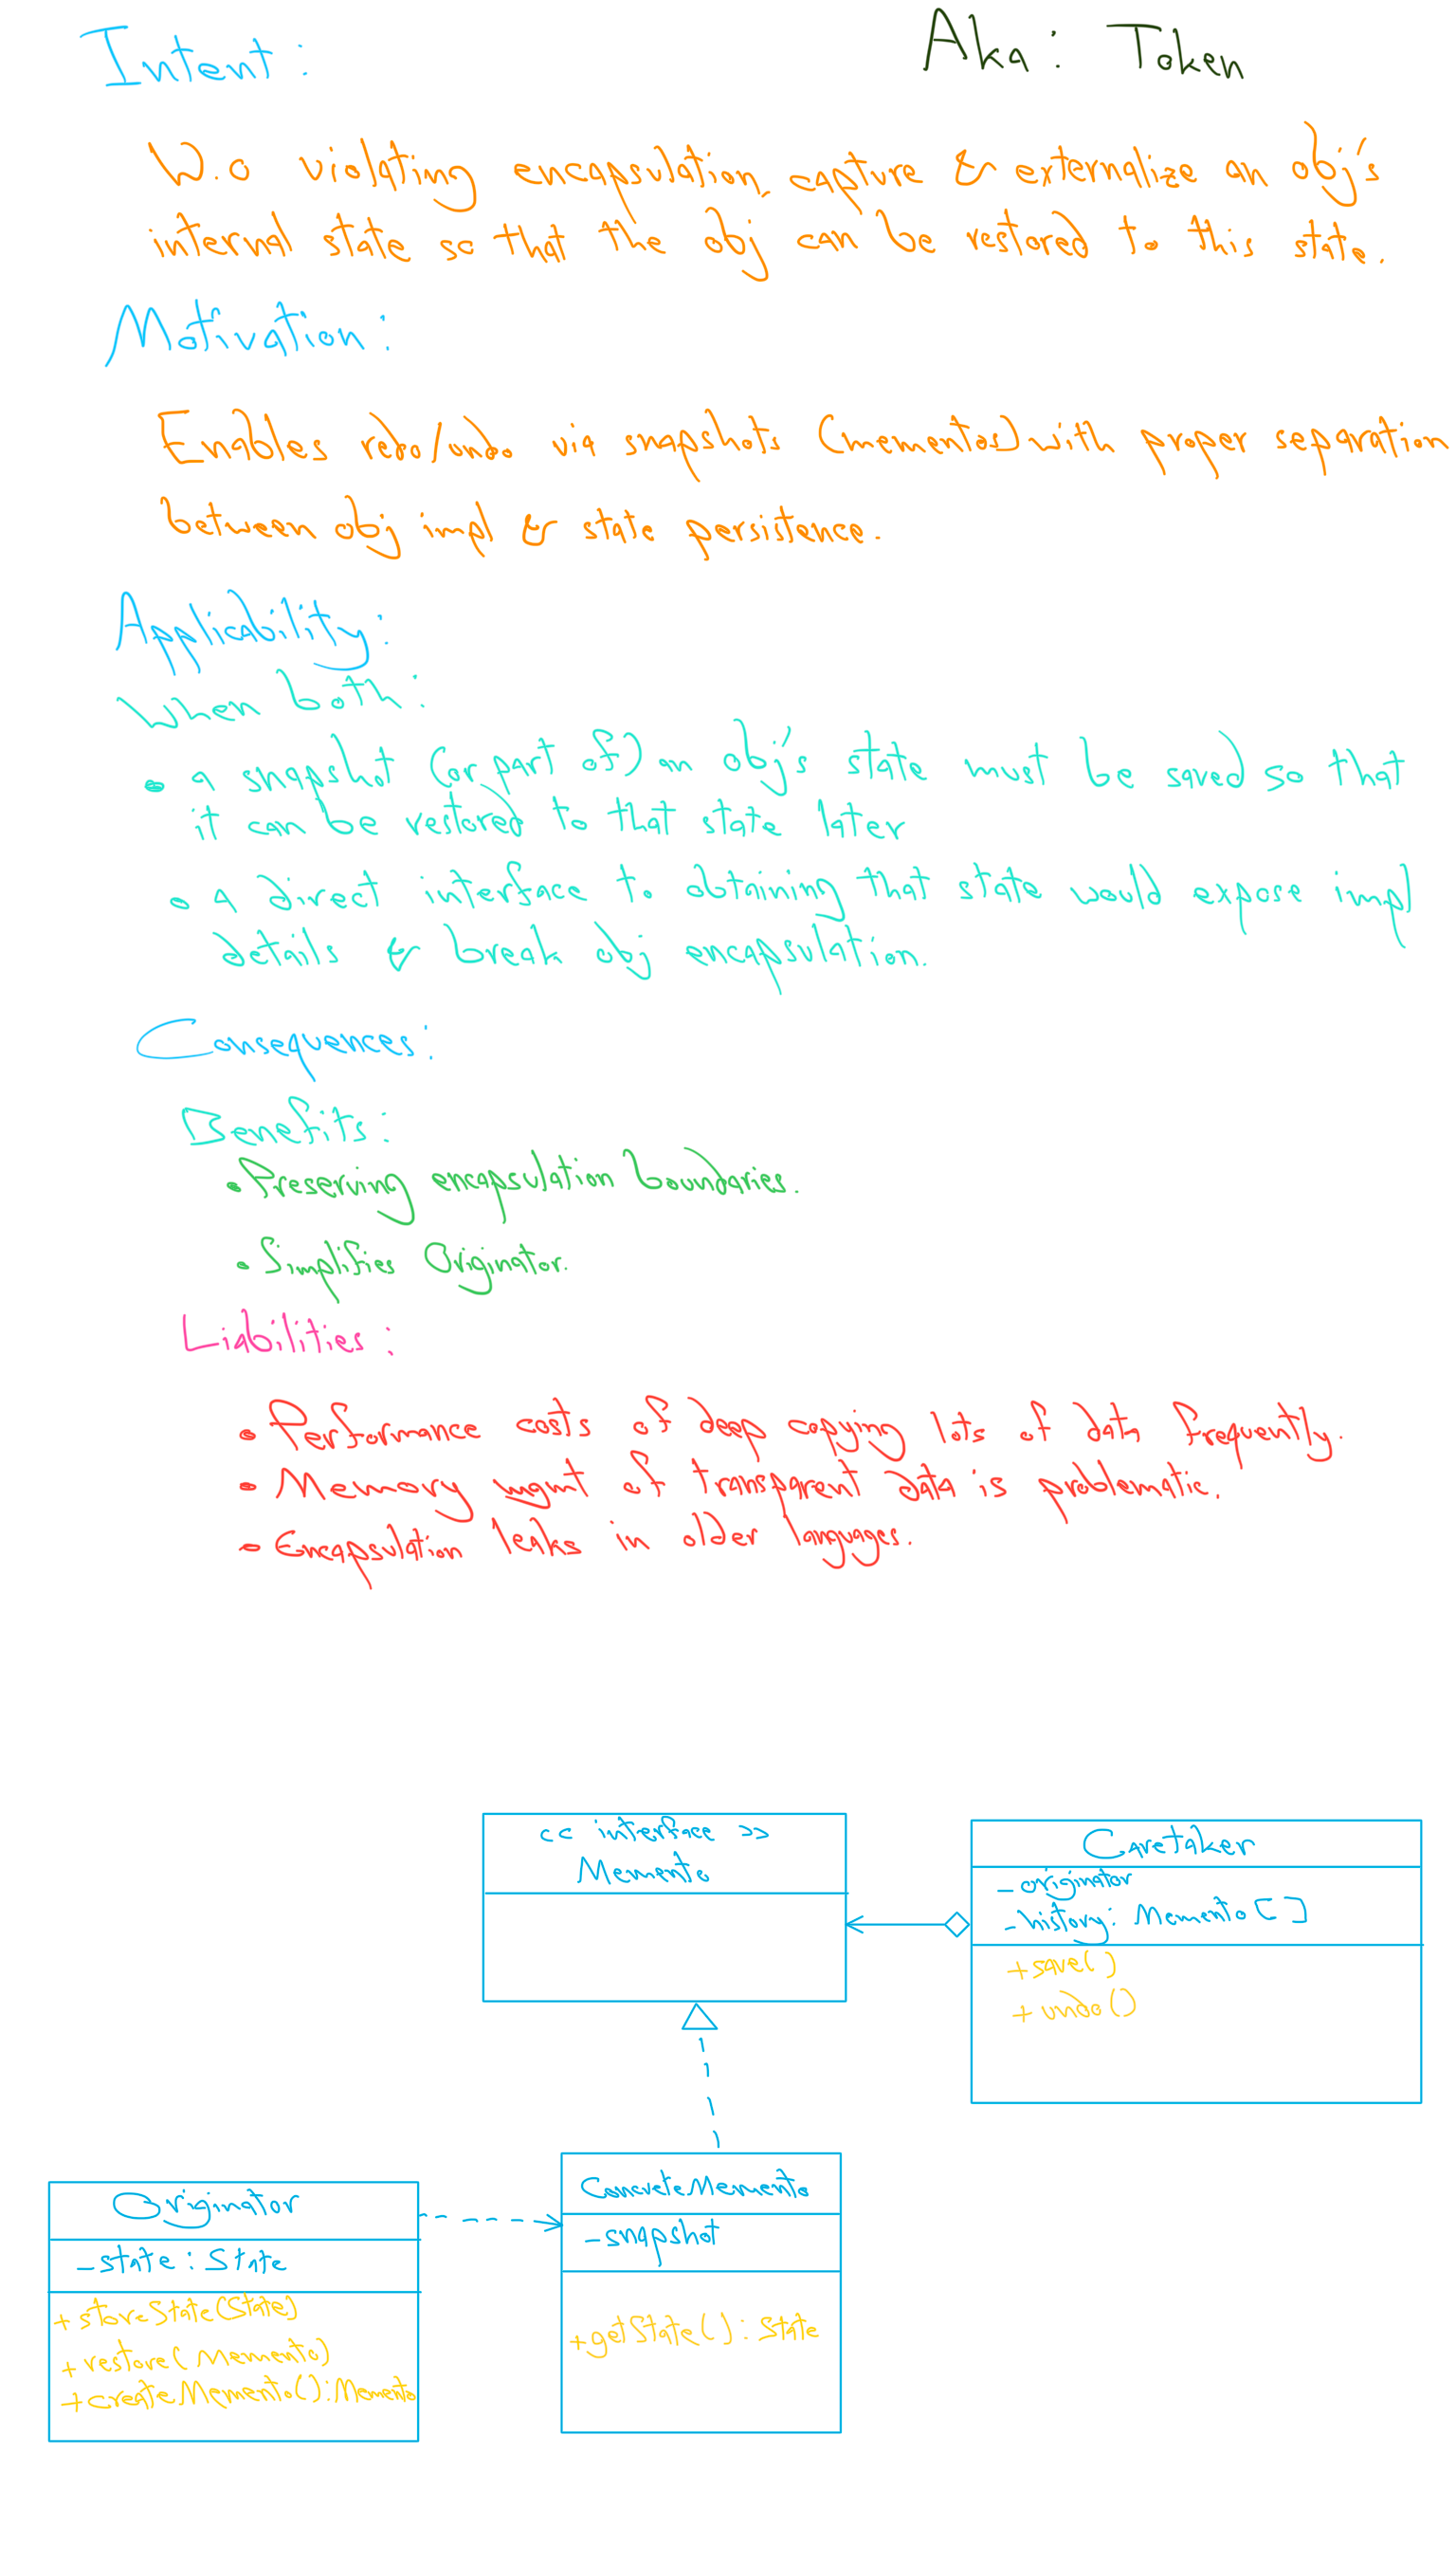 Intent:
Aka: Token
W.o violating encapsulation, capture & externalize an obj's
internal state so that the obj can be restored to this state.
Motivation:
Enables redo/undo via snapshots (mementos) with proper separation
between obj impl & state persistence.
Applicability:
When both:
• a snapshot (or part of) an obj's state must be saved so that
it can be restored to that state later
• a direct interface to obtaining that state would expose impl
details & break obj encapsulation.
Consequences:
Benefits:
• Preserving encapsulation boundaries.
• Simplifies Originator.
Liabilities:
• Performance costs of deep copying lots of data frequently.
• Memory mgmt of transparent data is problematic.
• Encapsulation leaks in older languages.
<< interface >>
Memento
Caretaker
- originator
- history: Memento []
+ save()
+ undo()
Originator
- state: State
+ storeState(State)
+ restore(Memento)
+ createMemento(): Memento
ConcreteMemento
- snapshot
+ getState(): State